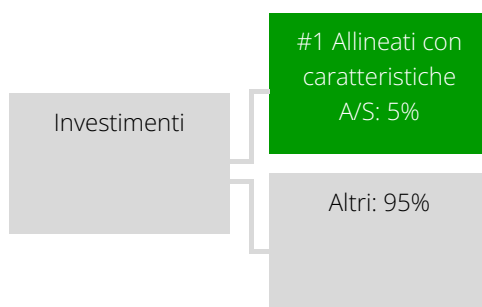 Investimenti
#1 Allineati con
caratteristiche
A/S: 5%
Altri: 95%